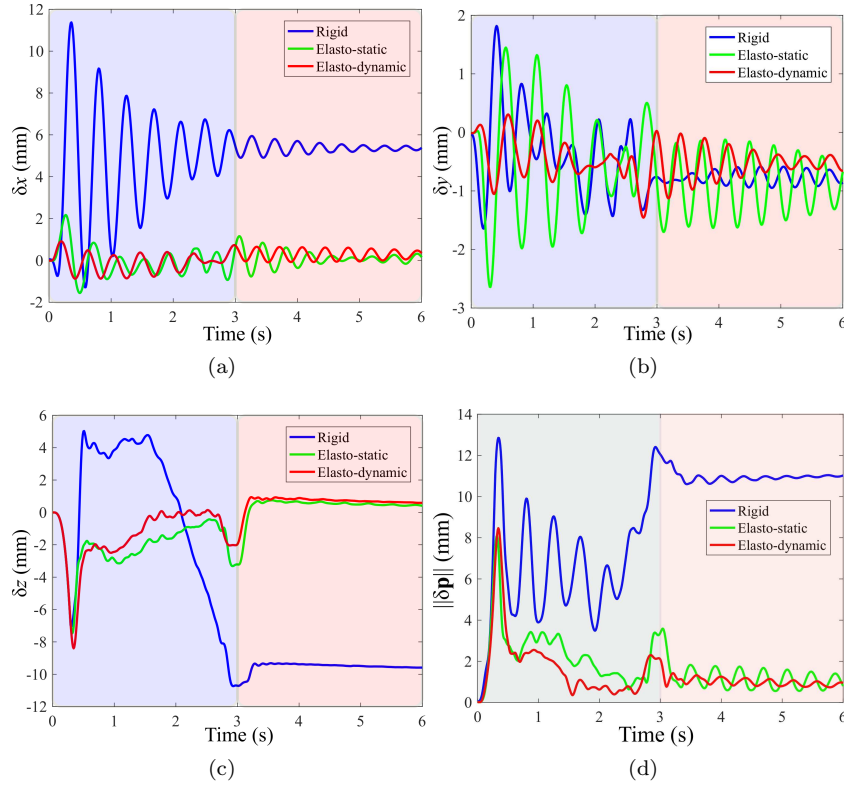 12
10
8
6
4
2
0
-2
0 1 2 3 4 5 6
δx (mm)
Time (s)
Rigid
Elasto-static
Elasto-dynamic
(a)
2
1
0
-1
-2
-3
0 1 2 3 4 5 6
δy (mm)
Time (s)
Rigid
Elasto-static
Elasto-dynamic
(b)
6
4
2
0
-2
-4
-6
-8
-10
-12
0 1 2 3 4 5 6
δz (mm)
Time (s)
Rigid
Elasto-static
Elasto-dynamic
(c)
14
12
10
8
6
4
2
0
0 1 2 3 4 5 6
||δp|| (mm)
Time (s)
Rigid
Elasto-static
Elasto-dynamic
(d)